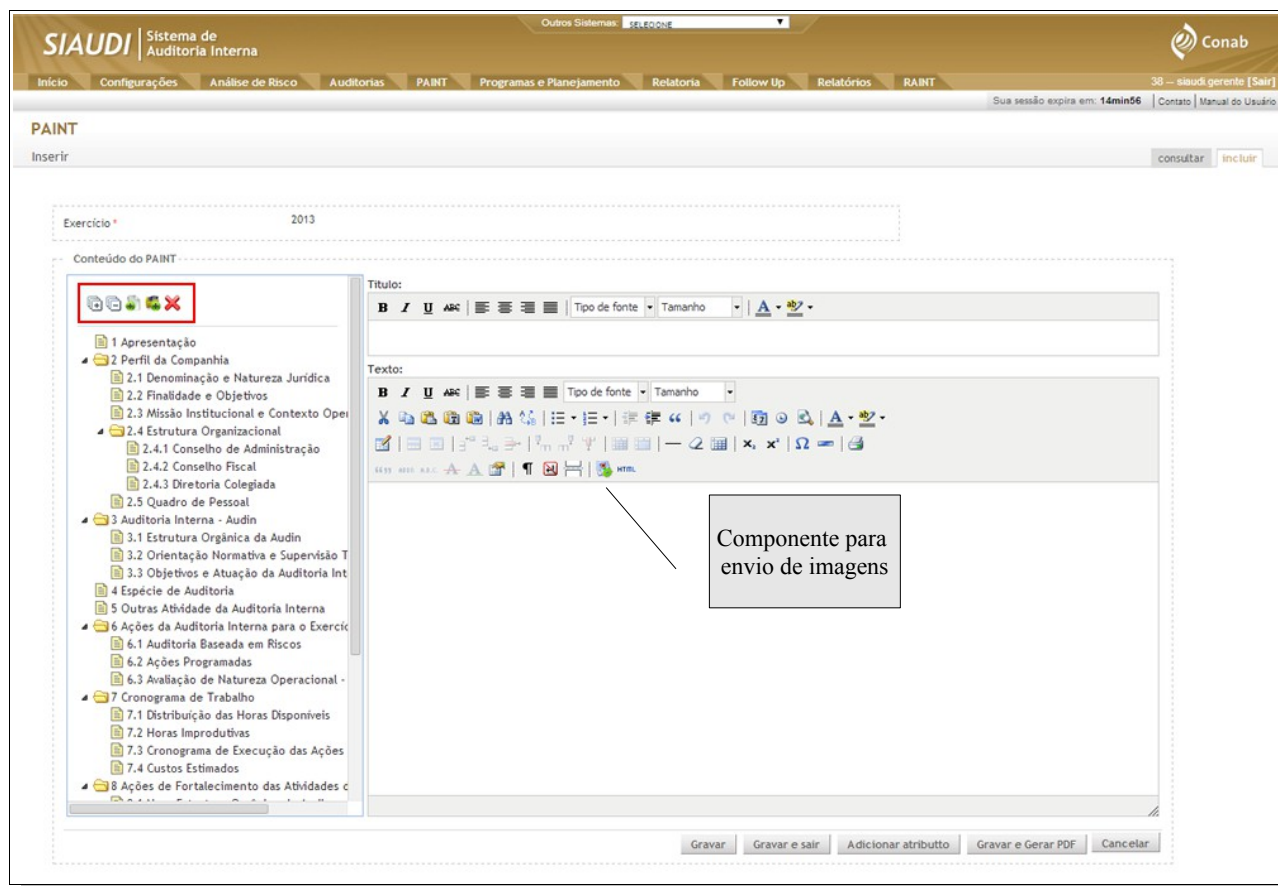 Outros Sistemas: SELECIONE
SIAUDI Sistema de Auditoria Interna
Conab
Início Configurações Análise de Risco Auditorias PAINT Programas e Planejamento Relatoria Follow Up Relatórios RAINT 38 — siaudi gerente [Sair]
Sua sessão expira em: 14min56 | Contato | Manual do Usuário
PAINT
Inserir
consultar incluir
Exercício * 2013
Conteúdo do PAINT
Título:
B I U ABC Tipo de fonte Tamanho A ab
1 Apresentação
2 Perfil da Companhia
Texto:
2.1 Denominação e Natureza Jurídica
B I U ABC Tipo de fonte Tamanho
2.2 Finalidade e Objetivos
2.3 Missão Institucional e Contexto Oper
2.4 Estrutura Organizacional
2.4.1 Conselho de Administração
2.4.2 Conselho Fiscal
2.4.3 Diretoria Colegiada
HTML
2.5 Quadro de Pessoal
3 Auditoria Interna - Audin
3.1 Estrutura Orgânica da Audin
3.2 Orientação Normativa e Supervisão T
3.3 Objetivos e Atuação da Auditoria Int
4 Espécie de Auditoria
5 Outras Atividade da Auditoria Interna
6 Ações da Auditoria Interna para o Exercíc
6.1 Auditoria Baseada em Riscos
6.2 Ações Programadas
6.3 Avaliação de Natureza Operacional -
7 Cronograma de Trabalho
7.1 Distribuição das Horas Disponíveis
7.2 Horas Improdutivas
7.3 Cronograma de Execução das Ações
7.4 Custos Estimados
8 Ações de Fortalecimento das Atividades d
Componente para
envio de imagens
Gravar Gravar e sair Adicionar atributto Gravar e Gerar PDF Cancelar